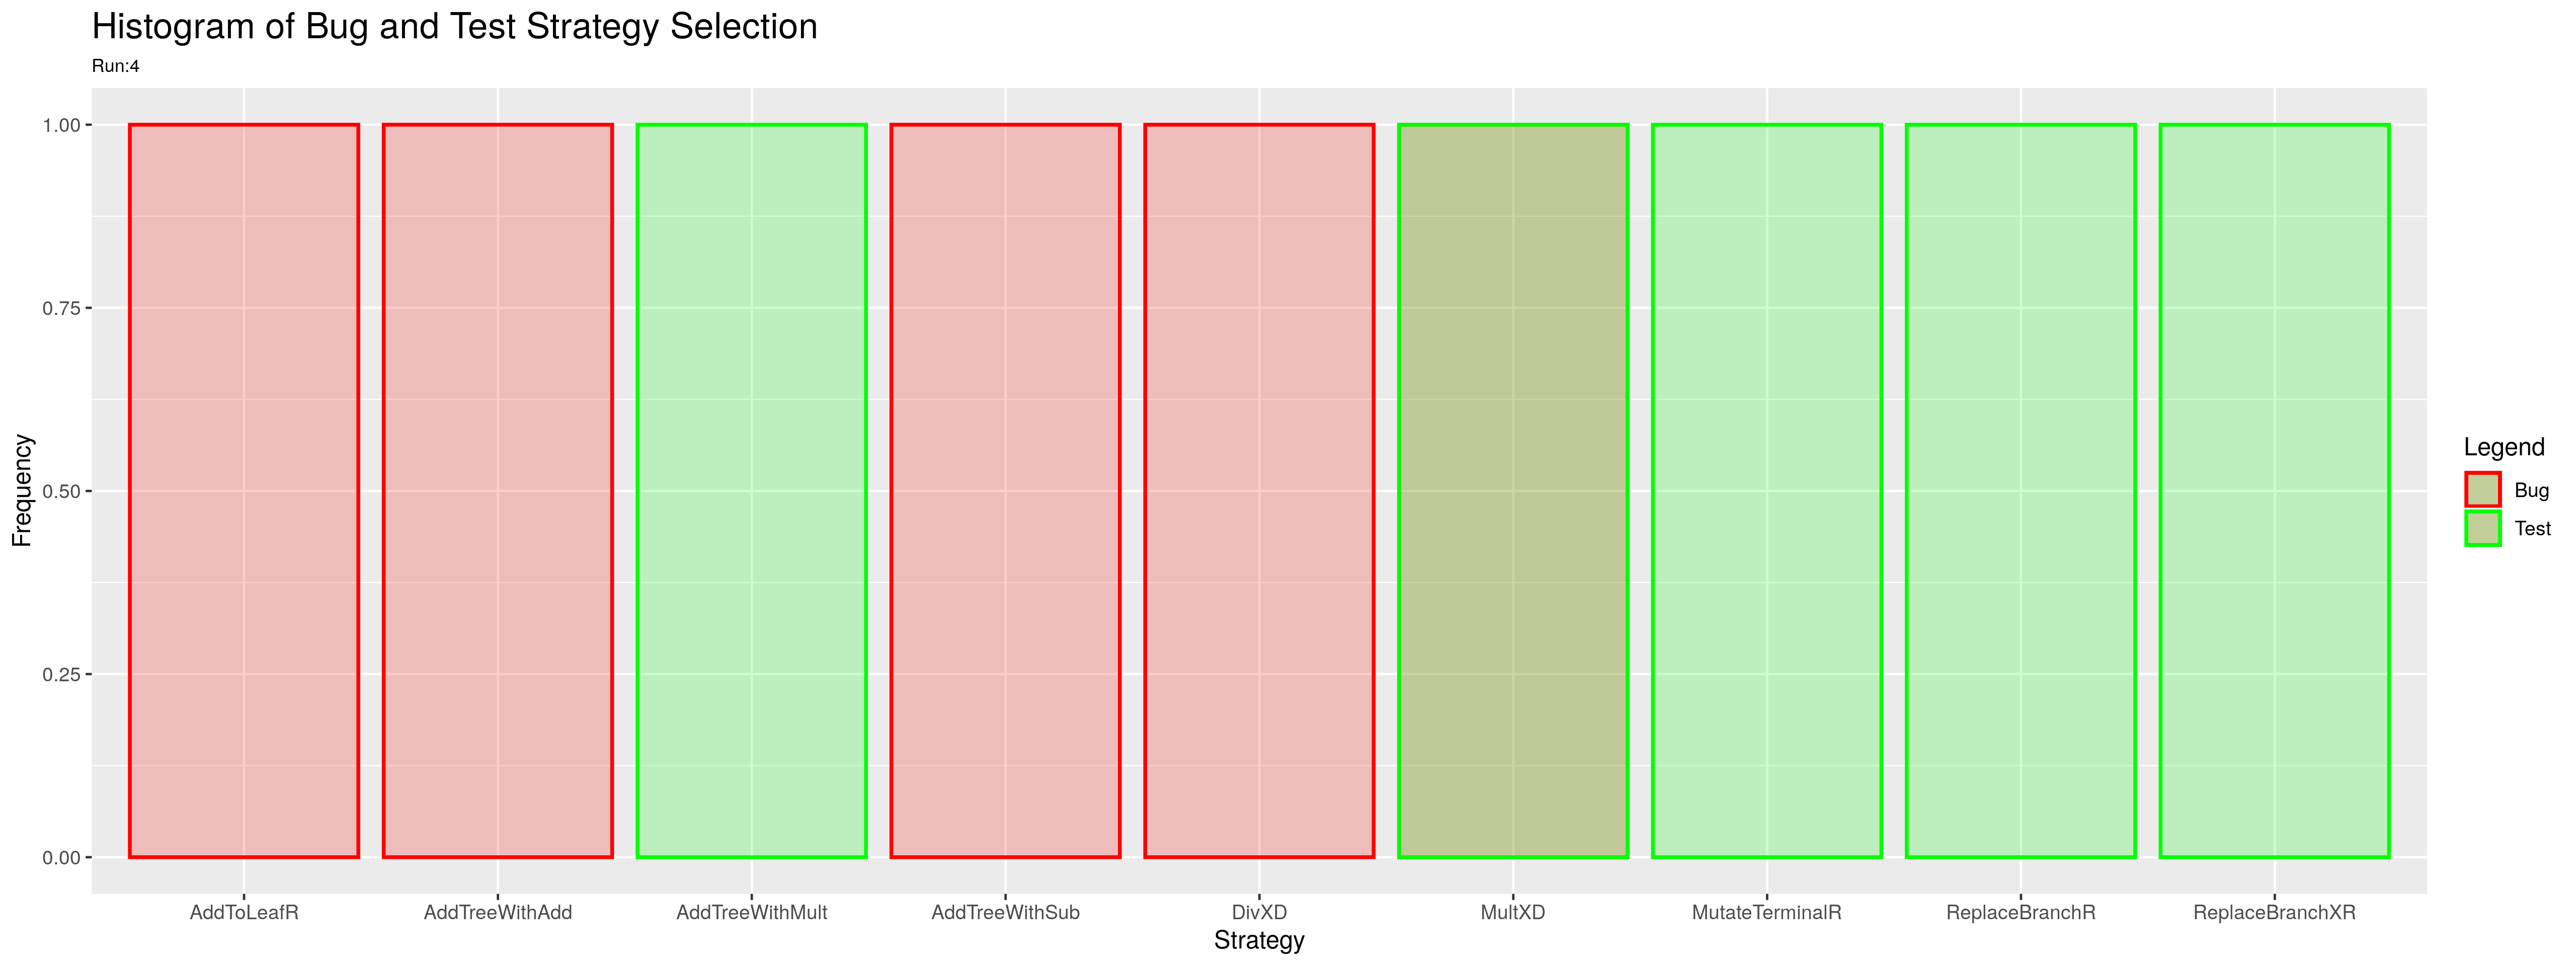 Histogram of Bug and Test Strategy Selection
Run:4
Frequency
1.00
0.75
0.50
0.25
0.00
AddToLeafR AddTreeWithAdd AddTreeWithMult AddTreeWithSub DivXD MultXD MutateTerminalR ReplaceBranchR ReplaceBranchXR
Strategy
Legend
Bug
Test